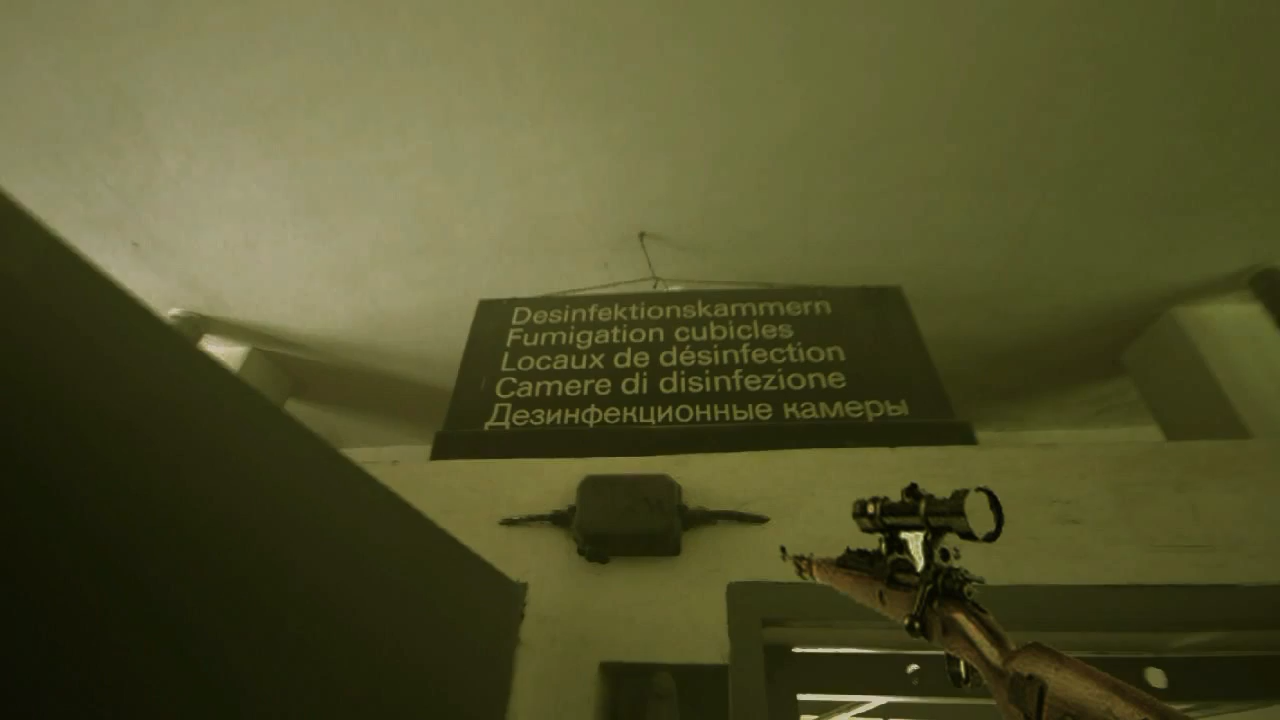 Desinfektionskammern
Fumigation cubicles
Locaux de désinfection
Camere di disinfezione
Дезинфекционные камеры